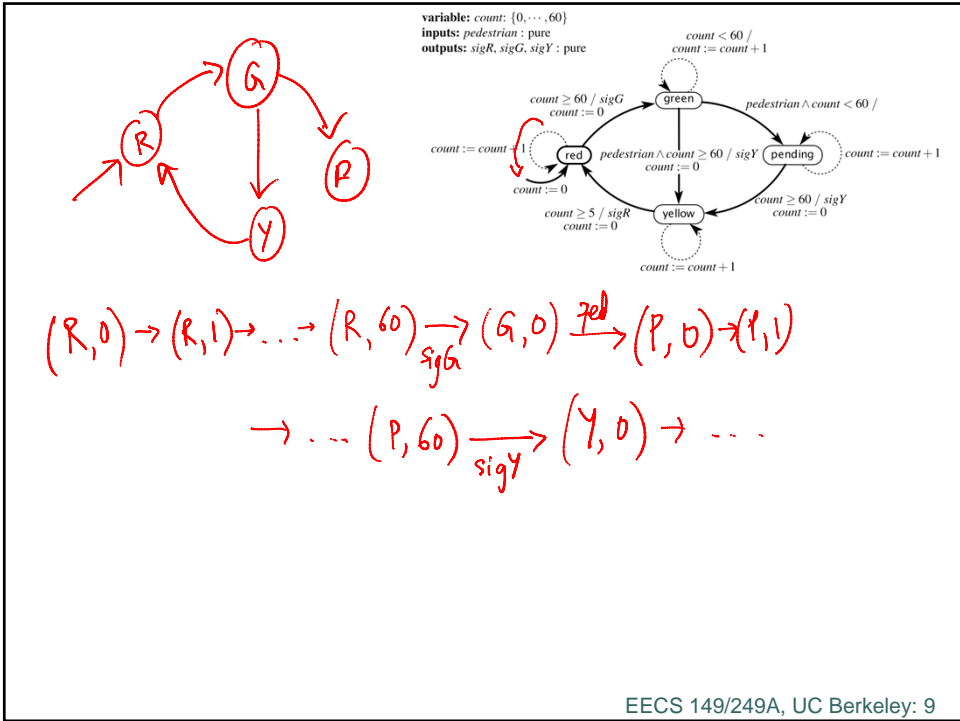 variable: count: {0,⋯,60}
inputs: pedestrian : pure
outputs: sigR, sigG, sigY : pure
count < 60 /
count := count + 1
green
count ≥ 60 / sigG
count := 0
pedestrian ∧ count < 60 /
count := count + 1
red
pedestrian ∧ count ≥ 60 / sigY
count := 0
pending
count := count + 1
count := 0
count ≥ 5 / sigR
count := 0
yellow
count ≥ 60 / sigY
count := 0
count := count + 1
G
R
R
Y
(R,0) → (R,1) → ... → (R,60) → sigG (G,0) → ped (P,0) → (P,1)
→ ... (P,60) → sigY (Y,0) → ....
EECS 149/249A, UC Berkeley: 9